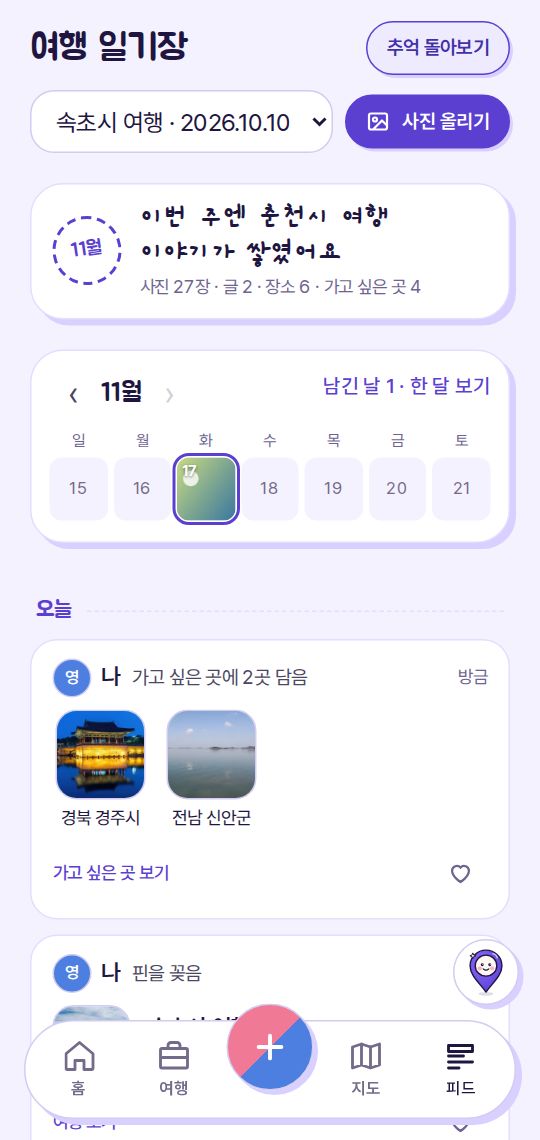 여행 일기장
추억 돌아보기
속초시 여행 · 2026.10.10
사진 올리기
11월
이번 주엔 춘천시 여행
이야기가 쌓였어요
사진 27장 · 글 2 · 장소 6 · 가고 싶은 곳 4
‹ 11월 ›
남긴 날 1 · 한 달 보기
일 월 화 수 목 금 토
15 16 17 18 19 20 21
오늘
영 나 가고 싶은 곳에 2곳 담음 방금
경북 경주시 전남 신안군
가고 싶은 곳 보기
영 나 핀을 꽂음
홈 여행 + 지도 피드